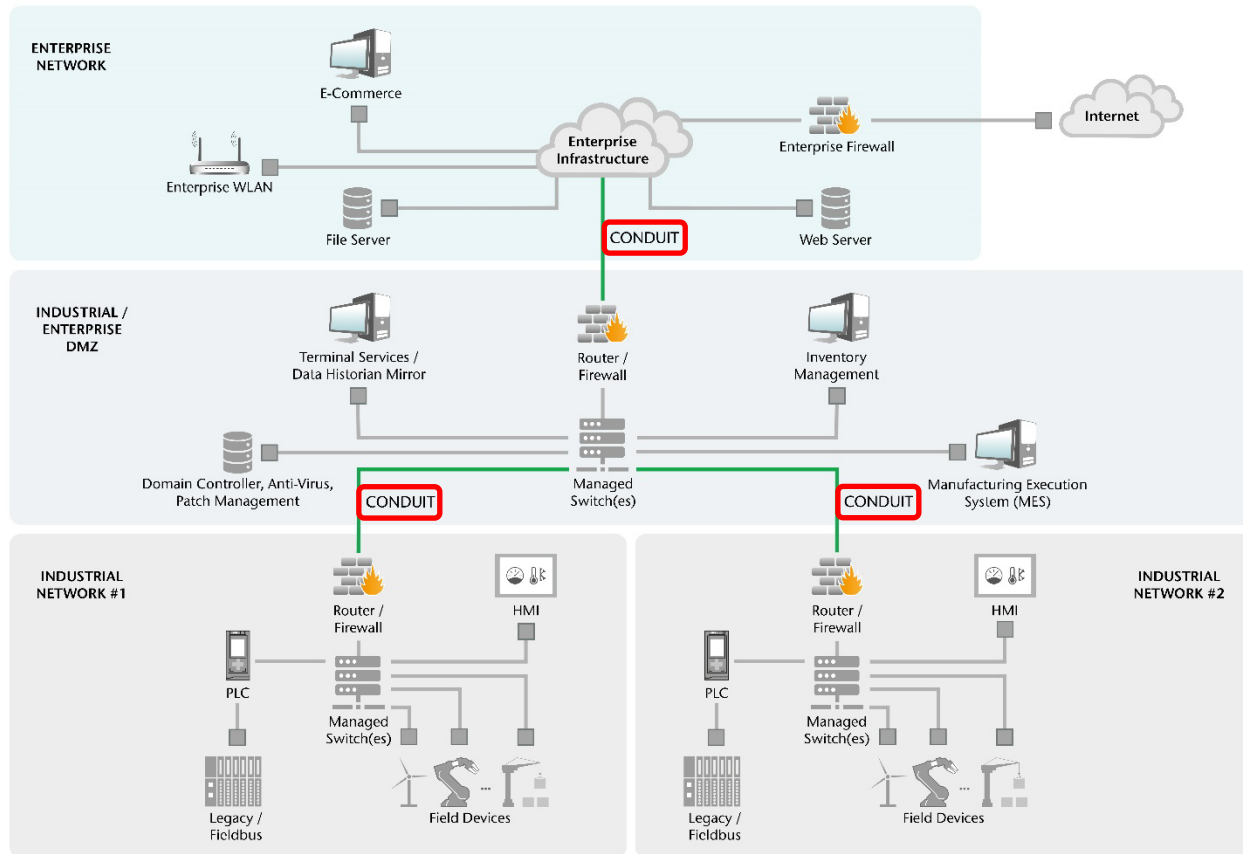 ENTERPRISE
NETWORK
E-Commerce
Enterprise
Infrastructure
Enterprise Firewall
Internet
Enterprise WLAN
File Server
CONDUIT
Web Server
INDUSTRIAL /
ENTERPRISE
DMZ
Terminal Services /
Data Historian Mirror
Router /
Firewall
Inventory
Management
Domain Controller, Anti-Virus,
Patch Management
Managed
Switch(es)
Manufacturing Execution
System (MES)
CONDUIT
CONDUIT
INDUSTRIAL
NETWORK #1
Router /
Firewall
HMI
PLC
Managed
Switch(es)
...
Legacy /
Fieldbus
Field Devices
INDUSTRIAL
NETWORK #2
Router /
Firewall
HMI
PLC
Managed
Switch(es)
...
Legacy /
Fieldbus
Field Devices